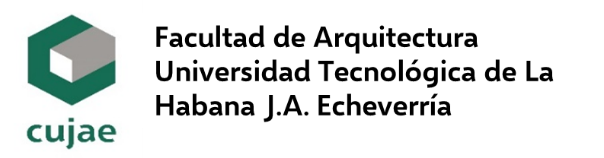 cujae
Facultad de Arquitectura
Universidad Tecnológica de La
Habana J.A. Echeverría